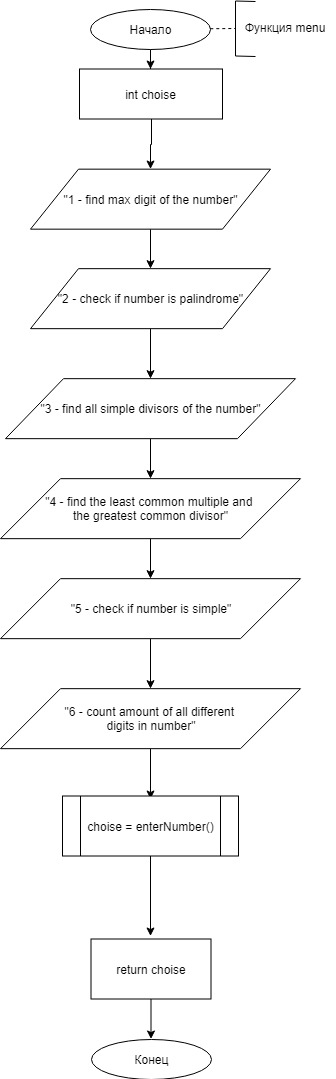 Начало
Функция menu
int choise
"1 - find max digit of the number"
"2 - check if number is palindrome"
"3 - find all simple divisors of the number"
"4 - find the least common multiple and
the greatest common divisor"
"5 - check if number is simple"
"6 - count amount of all different
digits in number"
choise = enterNumber()
return choise
Конец